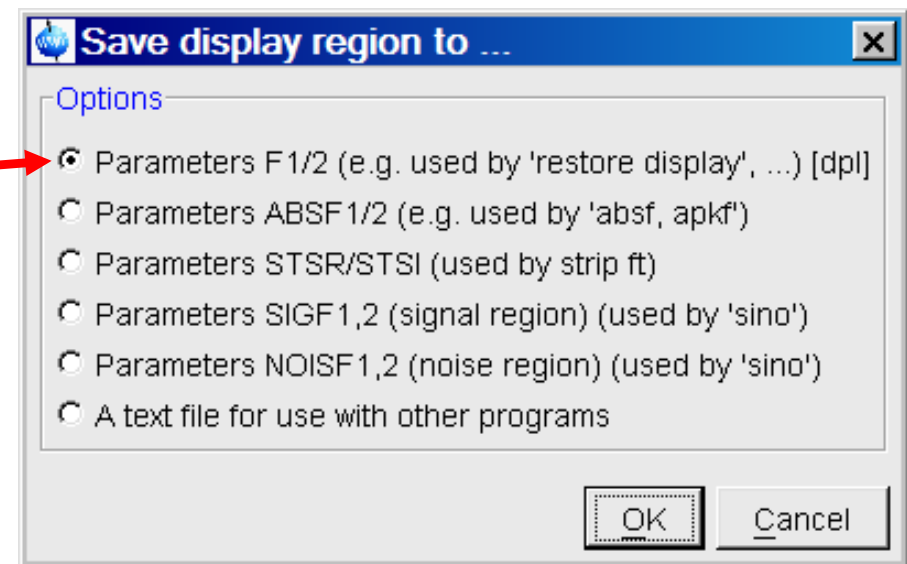 Save display region to ...
Options
Parameters F1/2 (e.g. used by 'restore display', ...) [dpl]
Parameters ABSF1/2 (e.g. used by 'absf, apkf')
Parameters STSR/STSI (used by strip ft)
Parameters SIGF1,2 (signal region) (used by 'sino')
Parameters NOISF1,2 (noise region) (used by 'sino')
A text file for use with other programs
OK
Cancel